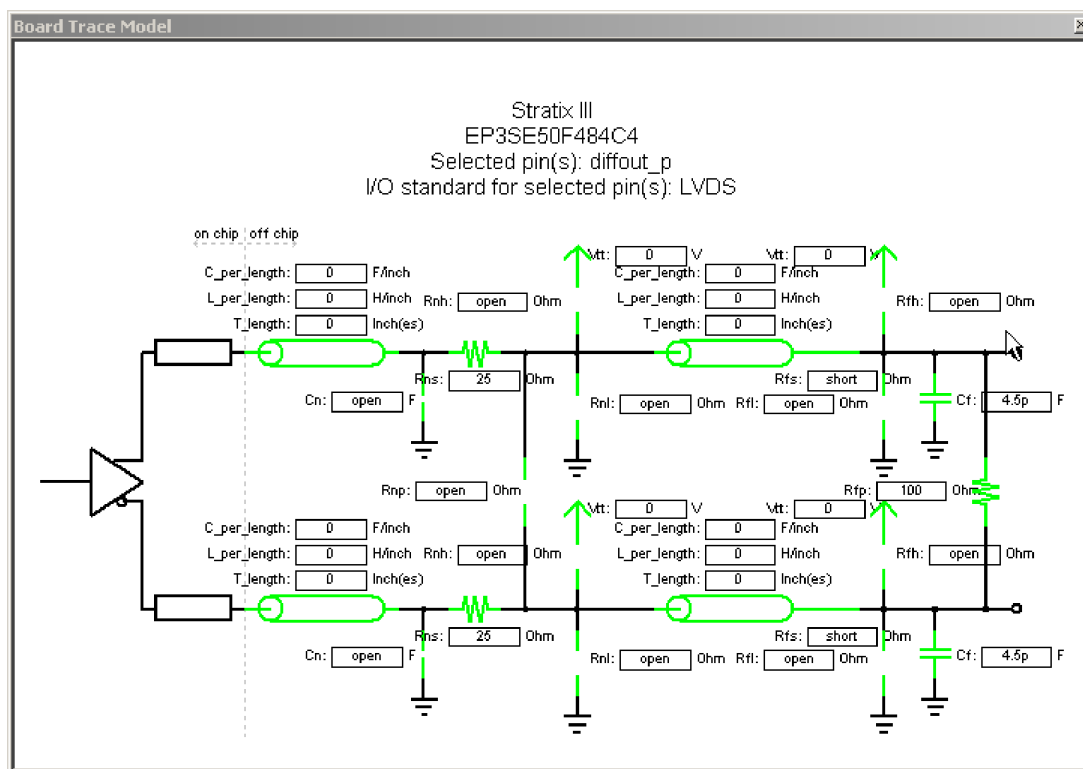 Board Trace Model
Stratix III
EP3SE50F484C4
Selected pin(s): diffout_p
I/O standard for selected pin(s): LVDS
on chip off chip
Vtt: 0 V Vtt: 0 V
C_per_length: 0 F/inch C_per_length: 0 F/inch
L_per_length: 0 H/inch Rnh: open Ohm L_per_length: 0 H/inch Rfh: open Ohm
T_length: 0 Inch(es) T_length: 0 Inch(es)
Rns: 25 Ohm Rfs: short Ohm
Cn: open F Rnl: open Ohm Rfl: open Ohm Cf: 4.5p F
Rnp: open Ohm Rfp: 100 Ohm
Vtt: 0 V Vtt: 0 V
C_per_length: 0 F/inch C_per_length: 0 F/inch
L_per_length: 0 H/inch Rnh: open Ohm L_per_length: 0 H/inch Rfh: open Ohm
T_length: 0 Inch(es) T_length: 0 Inch(es)
Rns: 25 Ohm Rfs: short Ohm
Cn: open F Rnl: open Ohm Rfl: open Ohm Cf: 4.5p F